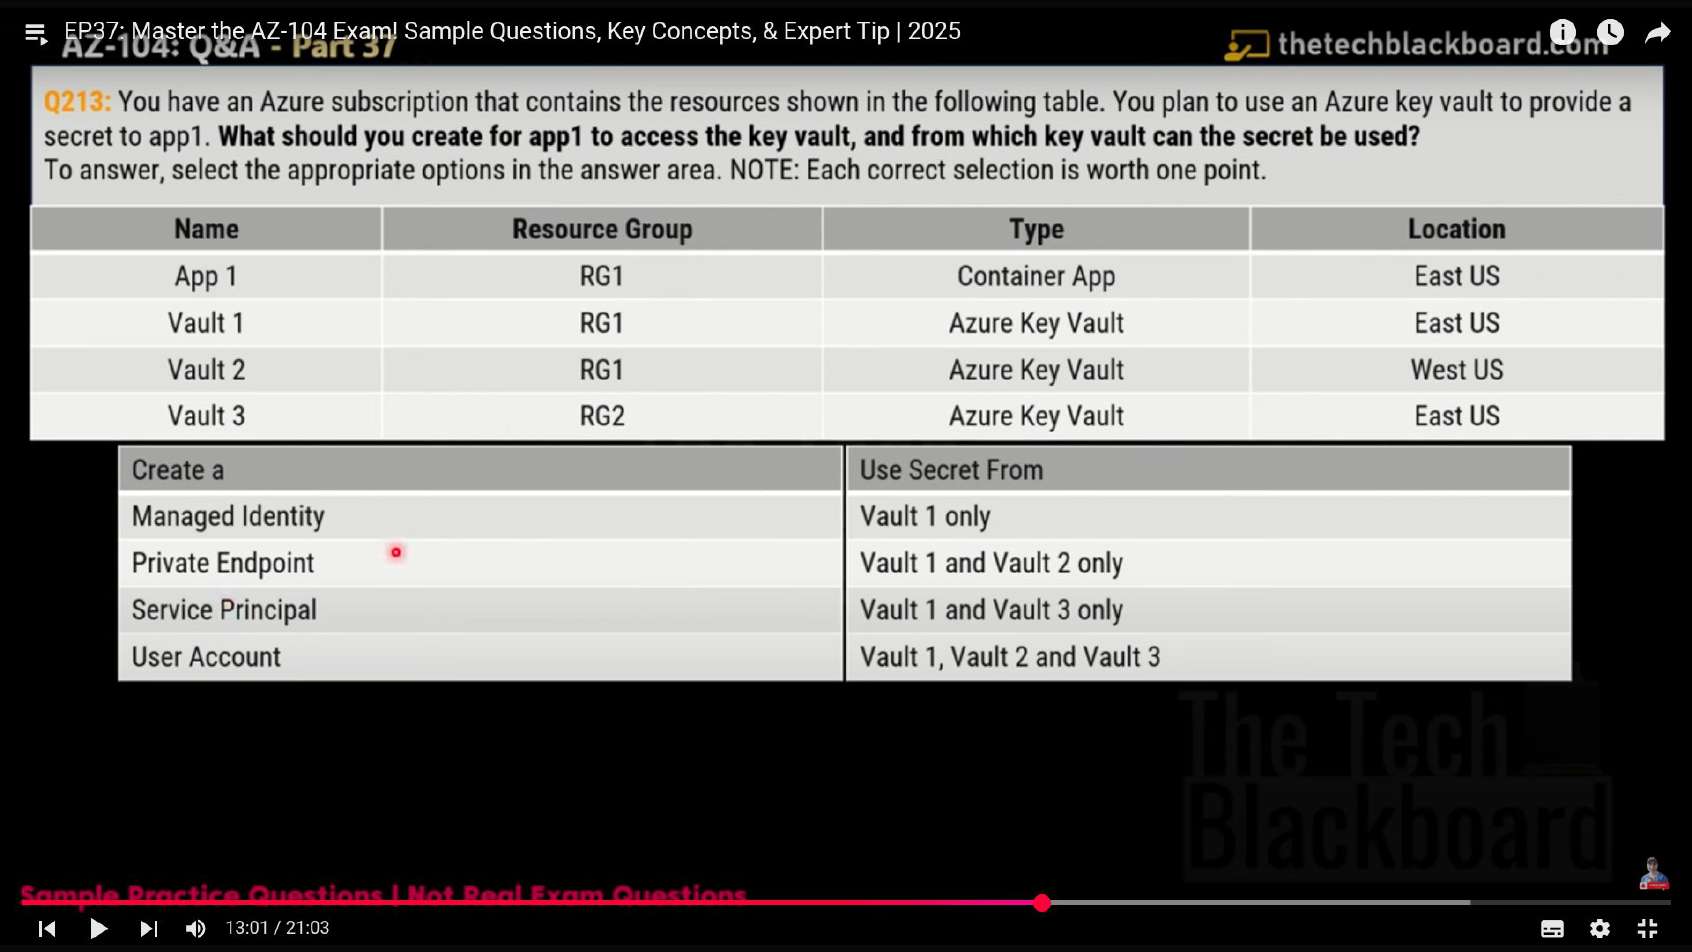 EP37: Master the AZ-104 Exam! Sample Questions, Key Concepts, & Expert Tip | 2025
AZ-104: Q&A - Part 37
thetechblackboard.com
Q213: You have an Azure subscription that contains the resources shown in the following table. You plan to use an Azure key vault to provide a
secret to app1. What should you create for app1 to access the key vault, and from which key vault can the secret be used?
To answer, select the appropriate options in the answer area. NOTE: Each correct selection is worth one point.
Name Resource Group Type Location
App 1 RG1 Container App East US
Vault 1 RG1 Azure Key Vault East US
Vault 2 RG1 Azure Key Vault West US
Vault 3 RG2 Azure Key Vault East US
Create a Use Secret From
Managed Identity Vault 1 only
Private Endpoint Vault 1 and Vault 2 only
Service Principal Vault 1 and Vault 3 only
User Account Vault 1, Vault 2 and Vault 3
The Tech
Blackboard
Sample Practice Questions | Not Real Exam Questions
13:01 / 21:03